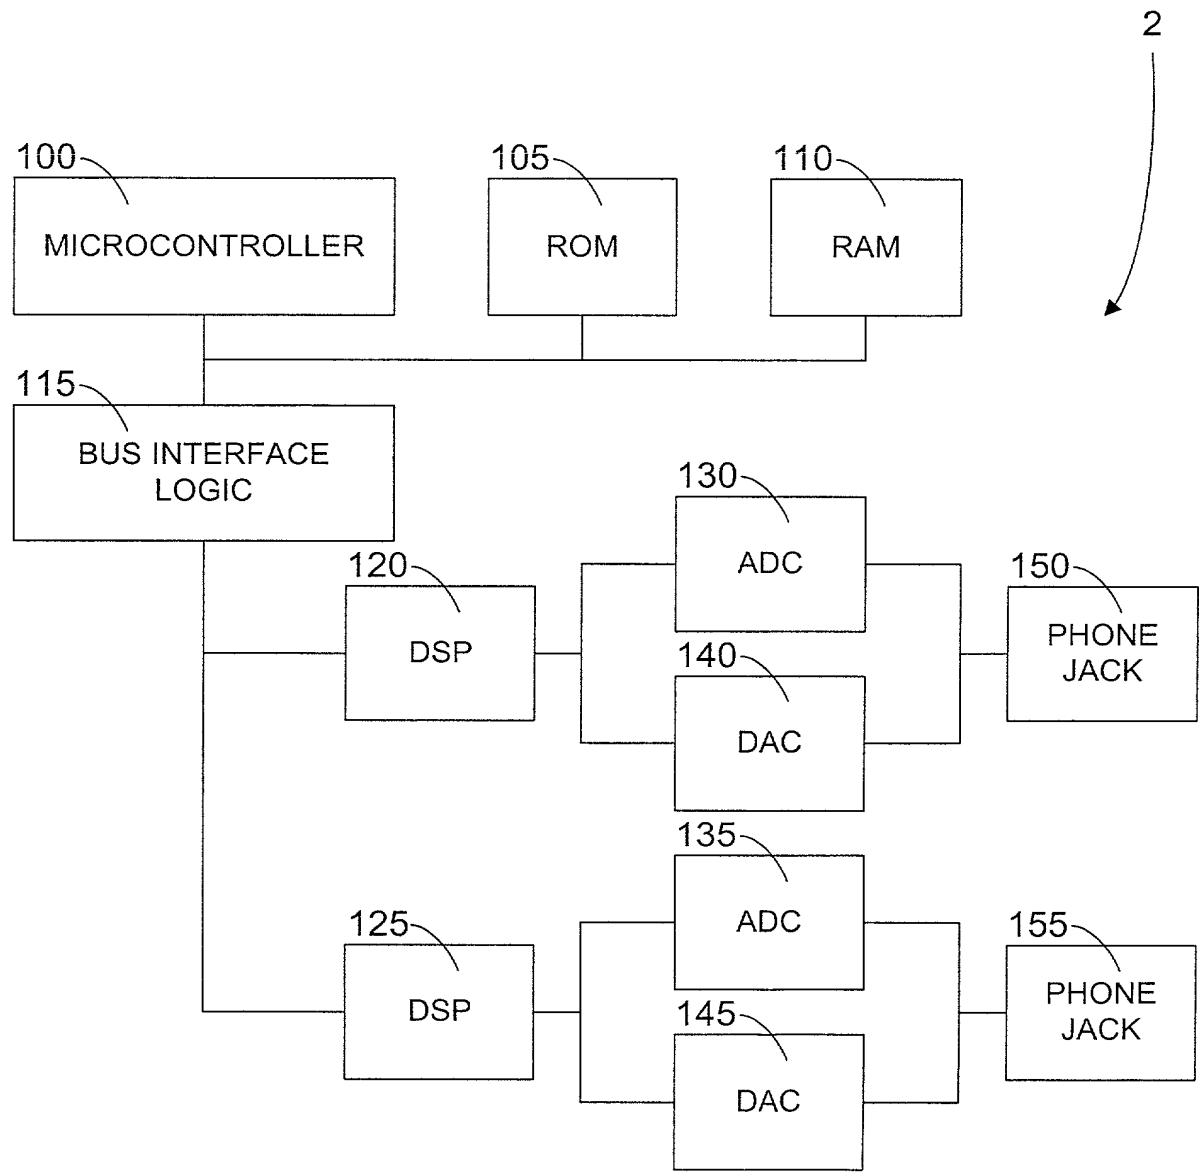 2
100
MICROCONTROLLER
105
ROM
110
RAM
115
BUS INTERFACE
LOGIC
120
DSP
130
ADC
140
DAC
150
PHONE
JACK
125
DSP
135
ADC
145
DAC
155
PHONE
JACK